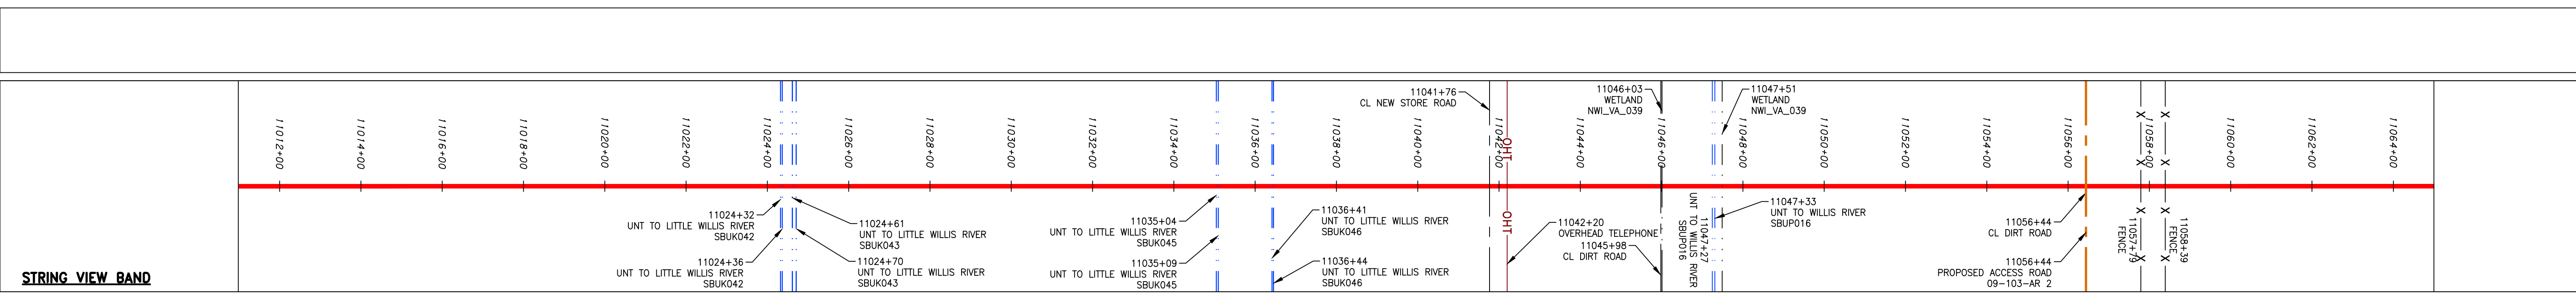 11012+00
11014+00
11016+00
11018+00
11020+00
11022+00
11024+00
11026+00
11028+00
11030+00
11032+00
11034+00
11036+00
11038+00
11040+00
11042+00
11044+00
11046+00
11048+00
11050+00
11052+00
11054+00
11056+00
11058+00
11060+00
11062+00
11064+00
11041+76
CL NEW STORE ROAD
OHT
OHT
11046+03
WETLAND
NWI_VA_039
11047+51
WETLAND
NWI_VA_039
11024+32
UNT TO LITTLE WILLIS RIVER
SBUK042
11024+36
UNT TO LITTLE WILLIS RIVER
SBUK042
11024+61
UNT TO LITTLE WILLIS RIVER
SBUK043
11024+70
UNT TO LITTLE WILLIS RIVER
SBUK043
11035+04
UNT TO LITTLE WILLIS RIVER
SBUK045
11035+09
UNT TO LITTLE WILLIS RIVER
SBUK045
11036+41
UNT TO LITTLE WILLIS RIVER
SBUK046
11036+44
UNT TO LITTLE WILLIS RIVER
SBUK046
11042+20
OVERHEAD TELEPHONE
11045+98
CL DIRT ROAD
11047+27
UNT TO WILLIS RIVER
SBUP016
11047+33
UNT TO WILLIS RIVER
SBUP016
11056+44
CL DIRT ROAD
11056+44
PROPOSED ACCESS ROAD
09-103-AR 2
11057+79
FENCE
11058+39
FENCE
STRING VIEW BAND